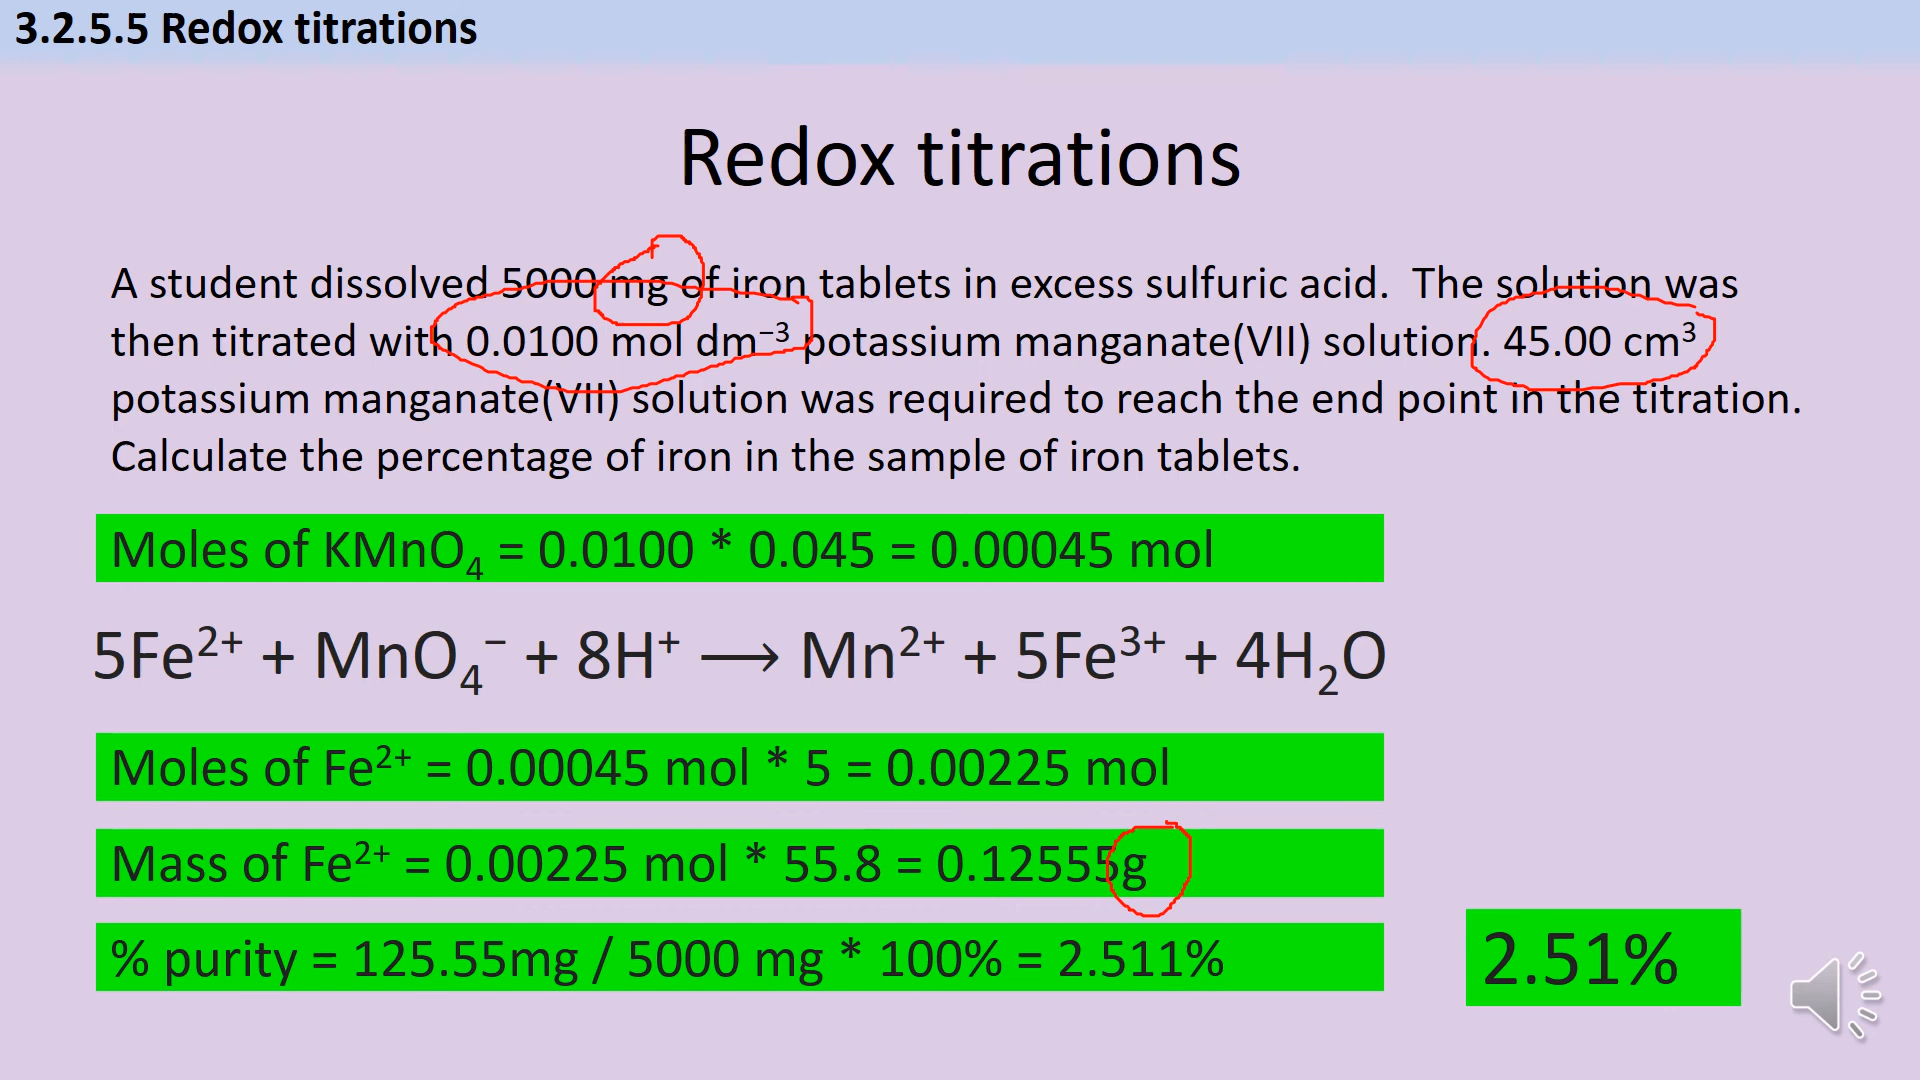 3.2.5.5 Redox titrations
Redox titrations
A student dissolved 5000 mg of iron tablets in excess sulfuric acid.  The solution was
then titrated with 0.0100 mol dm⁻³ potassium manganate(VII) solution. 45.00 cm³
potassium manganate(VII) solution was required to reach the end point in the titration.
Calculate the percentage of iron in the sample of iron tablets.
Moles of KMnO₄ = 0.0100 * 0.045 = 0.00045 mol
5Fe²⁺ + MnO₄⁻ + 8H⁺ ⟶ Mn²⁺ + 5Fe³⁺ + 4H₂O
Moles of Fe²⁺ = 0.00045 mol * 5 = 0.00225 mol
Mass of Fe²⁺ = 0.00225 mol * 55.8 = 0.12555g
% purity = 125.55mg / 5000 mg * 100% = 2.511%
2.51%